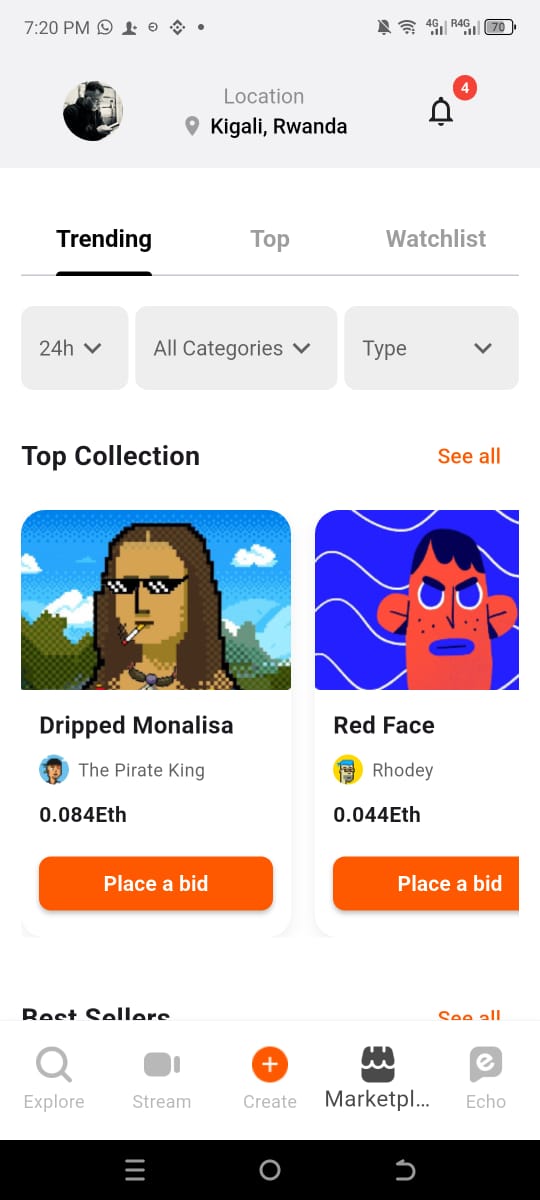 7:20 PM
4G R4G 70
4
Location
Kigali, Rwanda
Trending Top Watchlist
24h All Categories Type
Top Collection See all
Dripped Monalisa Red Face
The Pirate King Rhodey
0.084Eth 0.044Eth
Place a bid Place a bid
Best Sellers See all
Explore Stream Create Marketpl... Echo